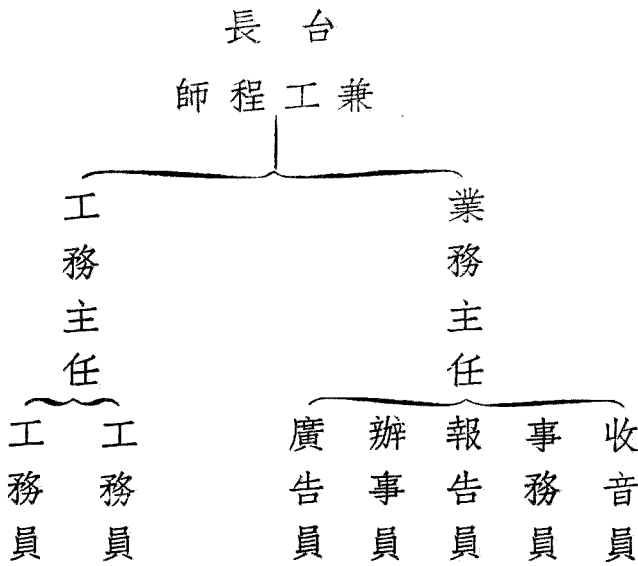 台長
兼工程師
業務主任
工務主任
收音員
事務員
報告員
辦事員
廣告員
工務員
工務員